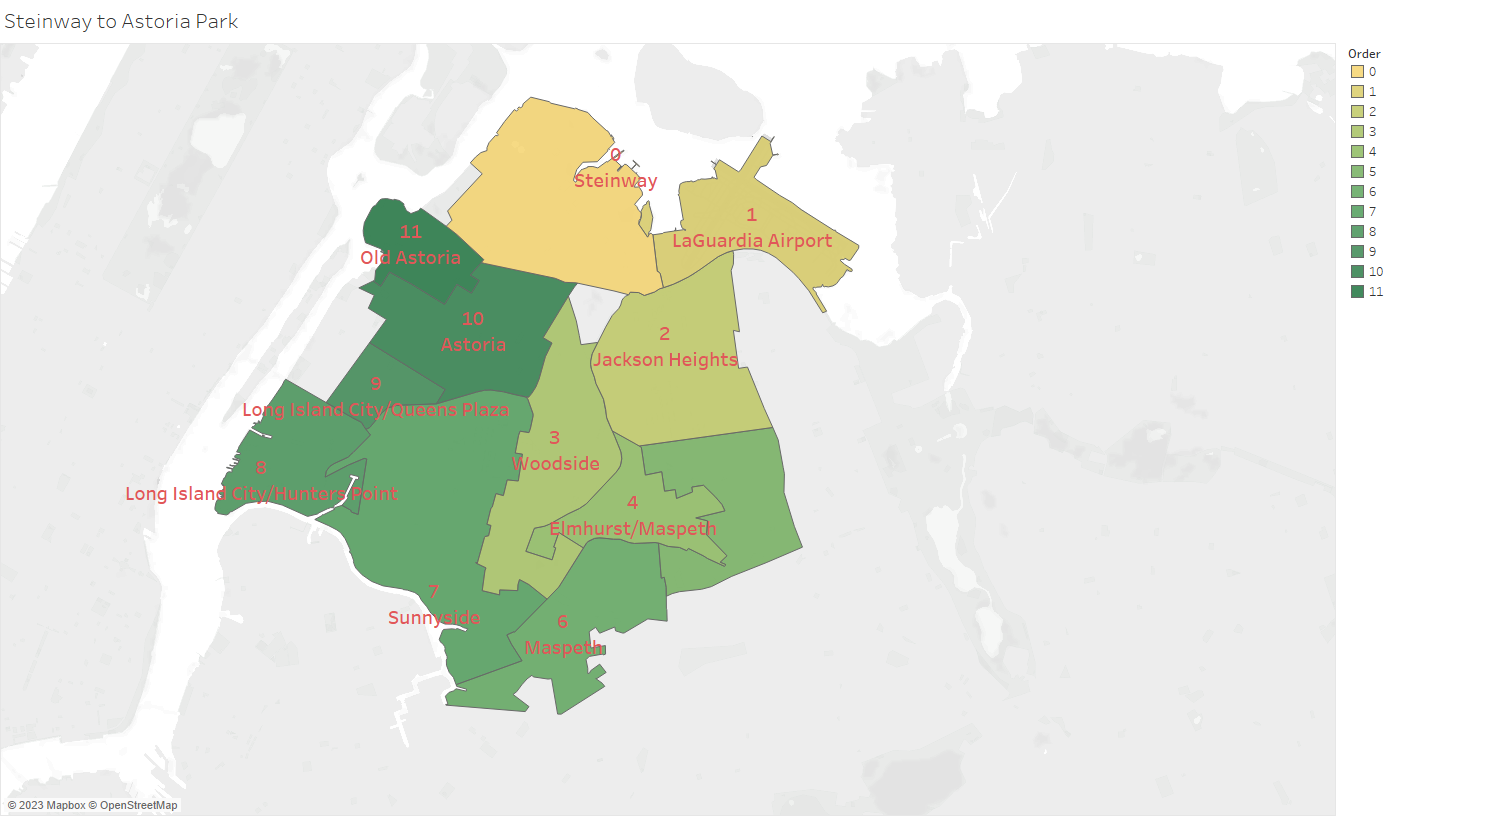 Steinway to Astoria Park
Order
0
1
2
3
4
5
6
7
8
9
10
11
0
Steinway
1
LaGuardia Airport
11
Old Astoria
10
Astoria
2
Jackson Heights
9
Long Island City/Queens Plaza
3
Woodside
8
Long Island City/Hunters Point
4
Elmhurst/Maspeth
7
Sunnyside
6
Maspeth
© 2023 Mapbox © OpenStreetMap